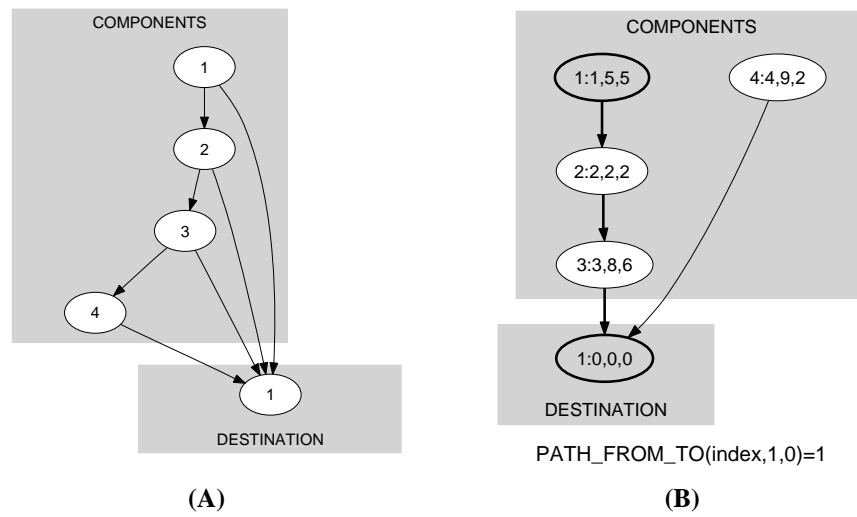 COMPONENTS
1
2
3
4
1
DESTINATION
(A)
COMPONENTS
1:1,5,5
4:4,9,2
2:2,2,2
3:3,8,6
1:0,0,0
DESTINATION
PATH_FROM_TO(index,1,0)=1
(B)